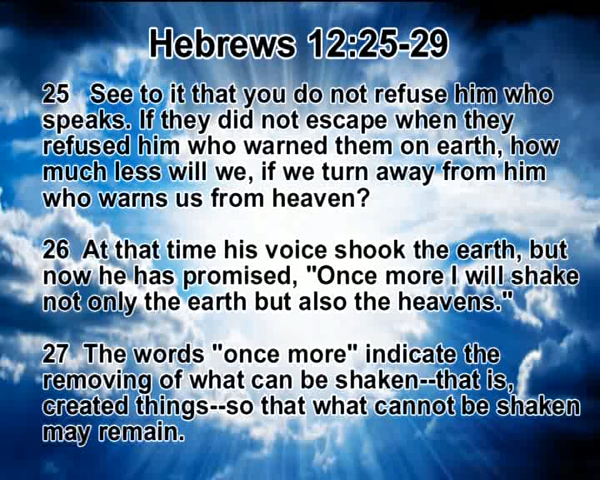 Hebrews 12:25-29
25 See to it that you do not refuse him who
speaks. If they did not escape when they
refused him who warned them on earth, how
much less will we, if we turn away from him
who warns us from heaven?
26 At that time his voice shook the earth, but
now he has promised, "Once more I will shake
not only the earth but also the heavens."
27 The words "once more" indicate the
removing of what can be shaken--that is,
created things--so that what cannot be shaken
may remain.